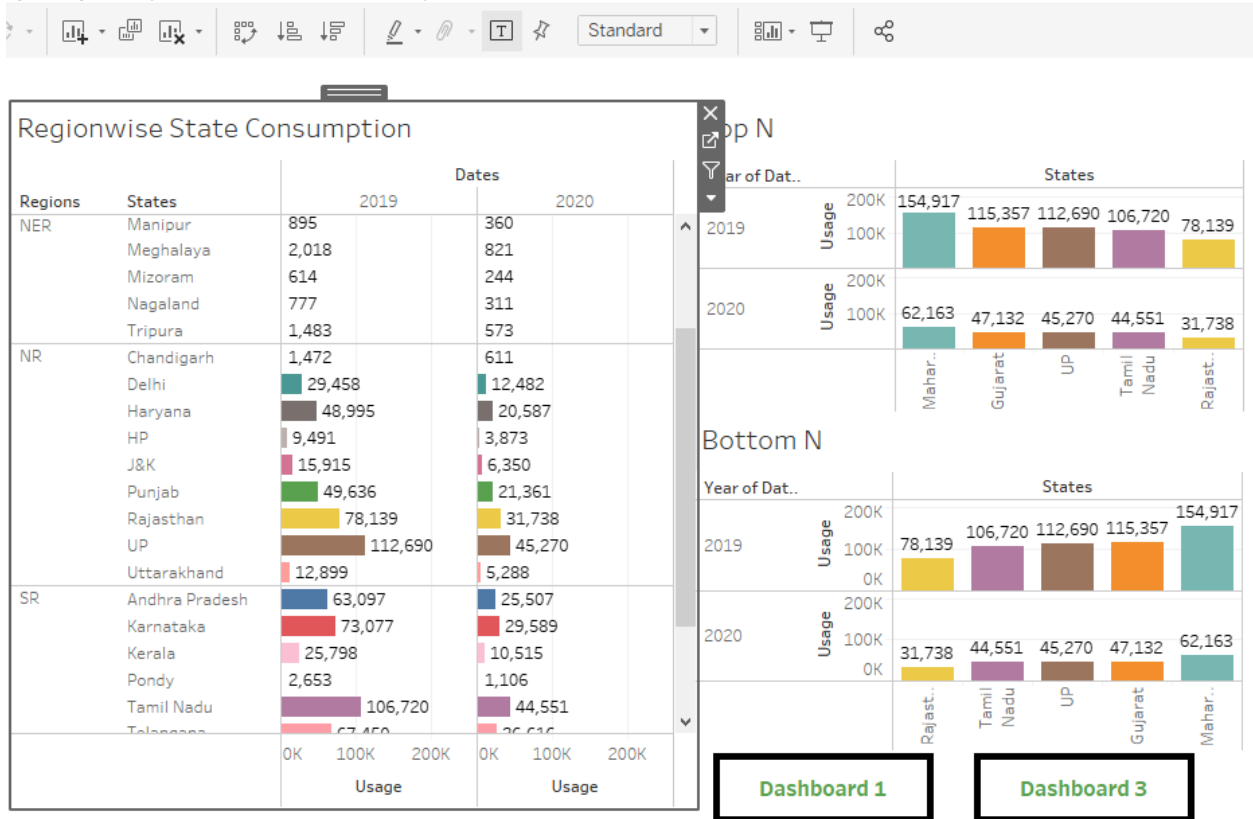 Standard
Regionwise State Consumption
Dates
Regions States 2019 2020
NER Manipur 895 360
Meghalaya 2,018 821
Mizoram 614 244
Nagaland 777 311
Tripura 1,483 573
NR Chandigarh 1,472 611
Delhi 29,458 12,482
Haryana 48,995 20,587
HP 9,491 3,873
J&K 15,915 6,350
Punjab 49,636 21,361
Rajasthan 78,139 31,738
UP 112,690 45,270
Uttarakhand 12,899 5,288
SR Andhra Pradesh 63,097 25,507
Karnataka 73,077 29,589
Kerala 25,798 10,515
Pondy 2,653 1,106
Tamil Nadu 106,720 44,551
0K 100K 200K 0K 100K 200K
Usage Usage
op N
ar of Dat.. States
2019 Usage 200K 100K 154,917 115,357 112,690 106,720 78,139
2020 Usage 200K 100K 62,163 47,132 45,270 44,551 31,738
Mahar.. Gujarat UP Tamil Nadu Rajast..
Bottom N
Year of Dat.. States
2019 Usage 200K 100K 0K 78,139 106,720 112,690 115,357 154,917
2020 Usage 200K 100K 0K 31,738 44,551 45,270 47,132 62,163
Rajast.. Tamil Nadu UP Gujarat Mahar..
Dashboard 1 Dashboard 3